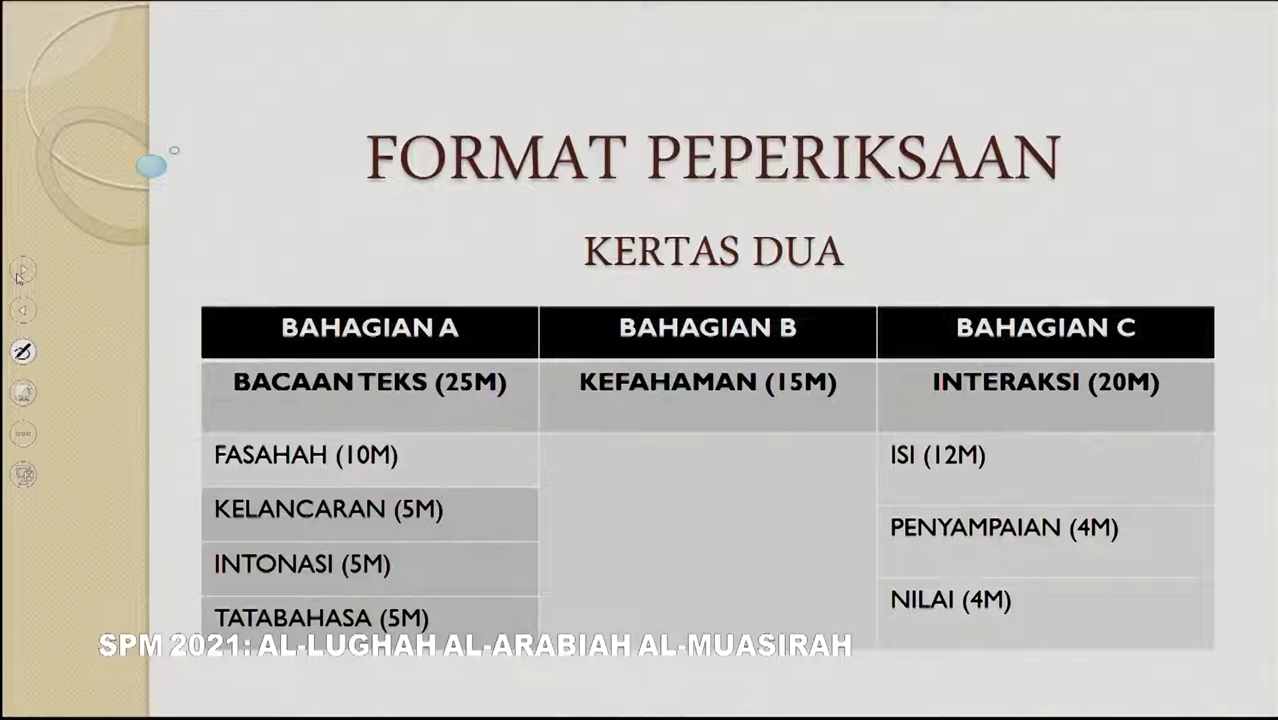 FORMAT PEPERIKSAAN
KERTAS DUA
BAHAGIAN A
BAHAGIAN B
BAHAGIAN C
BACAAN TEKS (25M)
KEFAHAMAN (15M)
INTERAKSI (20M)
FASAHAH (10M)
KELANCARAN (5M)
INTONASI (5M)
TATABAHASA (5M)
ISI (12M)
PENYAMPAIAN (4M)
NILAI (4M)
SPM 2021: AL-LUGHAH AL-ARABIAH AL-MUASIRAH